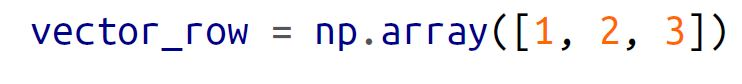 vector_row = np.array([1, 2, 3])